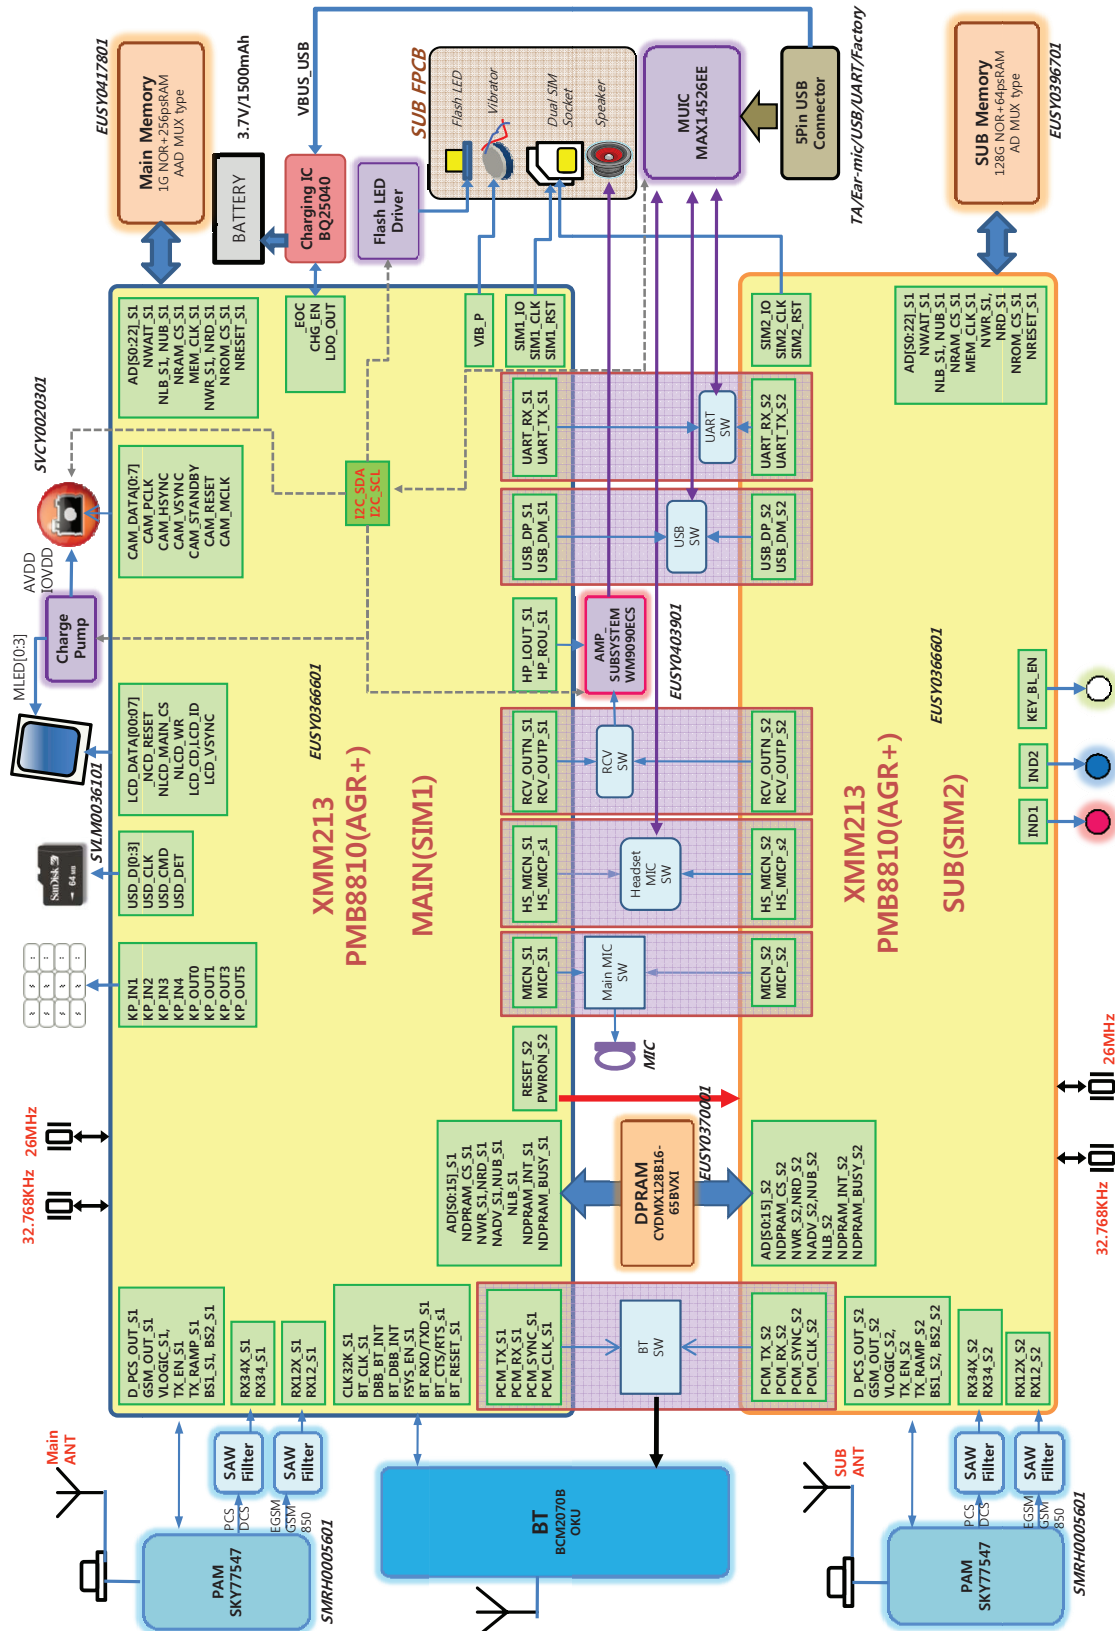 Main
ANT
PAM
SKY77547
SMRH0005601
PCS
DCS
SAW
Fillter
EGSM
GSM
850
SAW
Fillter
D_PCS_OUT_S1
GSM_OUT_S1
VLOGIC_S1,
TX_EN_S1
TX_RAMP_S1
BS1_S1, BS2_S1
RX34X_S1
RX34_S1
RX12X_S1
RX12_S1
CLK32K_S1
BT_CLK_S1
DBB_BT_INT
BT_DBB_INT
FSYS_EN_S1
BT_RXD/TXD_S1
BT_CTS/RTS_s1
BT_RESET_s1
PCM_TX_S1
PCM_RX_S1
PCM_SYNC_S1
PCM_CLK_S1
BT
SW
PCM_TX_S2
PCM_RX_S2
PCM_SYNC_S2
PCM_CLK_S2
BT
BCM2070B
OKU
SUB
ANT
PAM
SKY77547
SMRH0005601
PCS
DCS
SAW
Fillter
EGSM
GSM
850
SAW
Fillter
D_PCS_OUT_S2
GSM_OUT_S2
VLOGIC_S2,
TX_EN_S2
TX_RAMP_S2
BS1_S2, BS2_S2
RX34X_S2
RX34_S2
RX12X_S2
RX12_S2
32.768KHz
26MHz
AD[S0:15]_S1
NDPRAM_CS_S1
NWR_S1,NRD_S1
NADV_S1,NUB_S1
NLB_S1
NDPRAM_INT_S1
NDPRAM_BUSY_S1
DPRAM
CYDMX128B16-
65BVXI
EUSY0370001
AD[S0:15]_S2
NDPRAM_CS_S2
NWR_S2,NRD_S2
NADV_S2,NUB_S2
NLB_S2
NDPRAM_INT_S2
NDPRAM_BUSY_S2
32.768KHz
26MHz
RESET_S2
PWRON_S2
MIC
KP_IN1
KP_IN2
KP_IN3
KP_IN4
KP_OUT0
KP_OUT1
KP_OUT3
KP_OUT5
SanDisk
64 MB
USD_D[0:3]
USD_CLK
USD_CMD
USD_DET
SVLM0036101
MLED[0:3]
LCD_DATA[00:07]
_NCD_RESET
NLCD_MAIN_CS
NLCD_WR
LCD_CD,LCD_ID
LCD_VSYNC
Charge
Pump
AVDD
IOVDD
SVCY0020301
CAM_DATA[0:7]
CAM_PCLK
CAM_HSYNC
CAM_VSYNC
CAM_STANDBY
CAM_RESET
CAM_MCLK
EUSY0366601
XMM213
PMB8810(AGR+)
MAIN(SIM1)
I2C_SDA
I2C_SCL
MICN_S1
MICP_S1
Main MIC
SW
MICN_S2
MICP_S2
HS_MICN_S1
HS_MICP_s1
Headset
MIC
SW
HS_MICN_S2
HS_MICP_s2
RCV_OUTN_S1
RCV_OUTP_S1
RCV
SW
RCV_OUTN_S2
RCV_OUTP_S2
HP_LOUT_S1
HP_ROU_S1
AMP_
SUBSYSTEM
WM9090ECS
EUSY0403901
USB_DP_S1
USB_DM_S1
USB
SW
USB_DP_S2
USB_DM_S2
UART_RX_S1
UART_TX_S1
UART
SW
UART_RX_S2
UART_TX_S2
XMM213
PMB8810(AGR+)
SUB(SIM2)
EUSY0366601
IND1
IND2
KEY_BL_EN
EUSY0417801
Main Memory
1G NOR+256psRAM
AAD MUX type
AD[S0:22]_S1
NWAIT_S1
NLB_S1, NUB_S1
NRAM_CS_S1
MEM_CLK_S1
NWR_S1, NRD_S1
NROM_CS_S1
NRESET_S1
3.7V/1500mAh
BATTERY
VBUS_USB
Charging IC
BQ25040
_EOC
CHG_EN
LDO_OUT
Flash LED
Driver
SUB FPCB
Flash LED
Vibrator
Dual SIM
Socket
Speaker
VIB_P
SIM1_IO
SIM1_CLK
SIM1_RST
SIM2_IO
SIM2_CLK
SIM2_RST
MUIC
MAX14526EE
5Pin USB
Connector
TA/Ear-mic/USB/UART/Factory
EUSY0396701
SUB Memory
128G NOR+64psRAM
AD MUX type
AD[S0:22]_S1
NWAIT_S1
NLB_S1, NUB_S1
NRAM_CS_S1
MEM_CLK_S1
NWR_S1,
NRD_S1
NROM_CS_S1
NRESET_S1